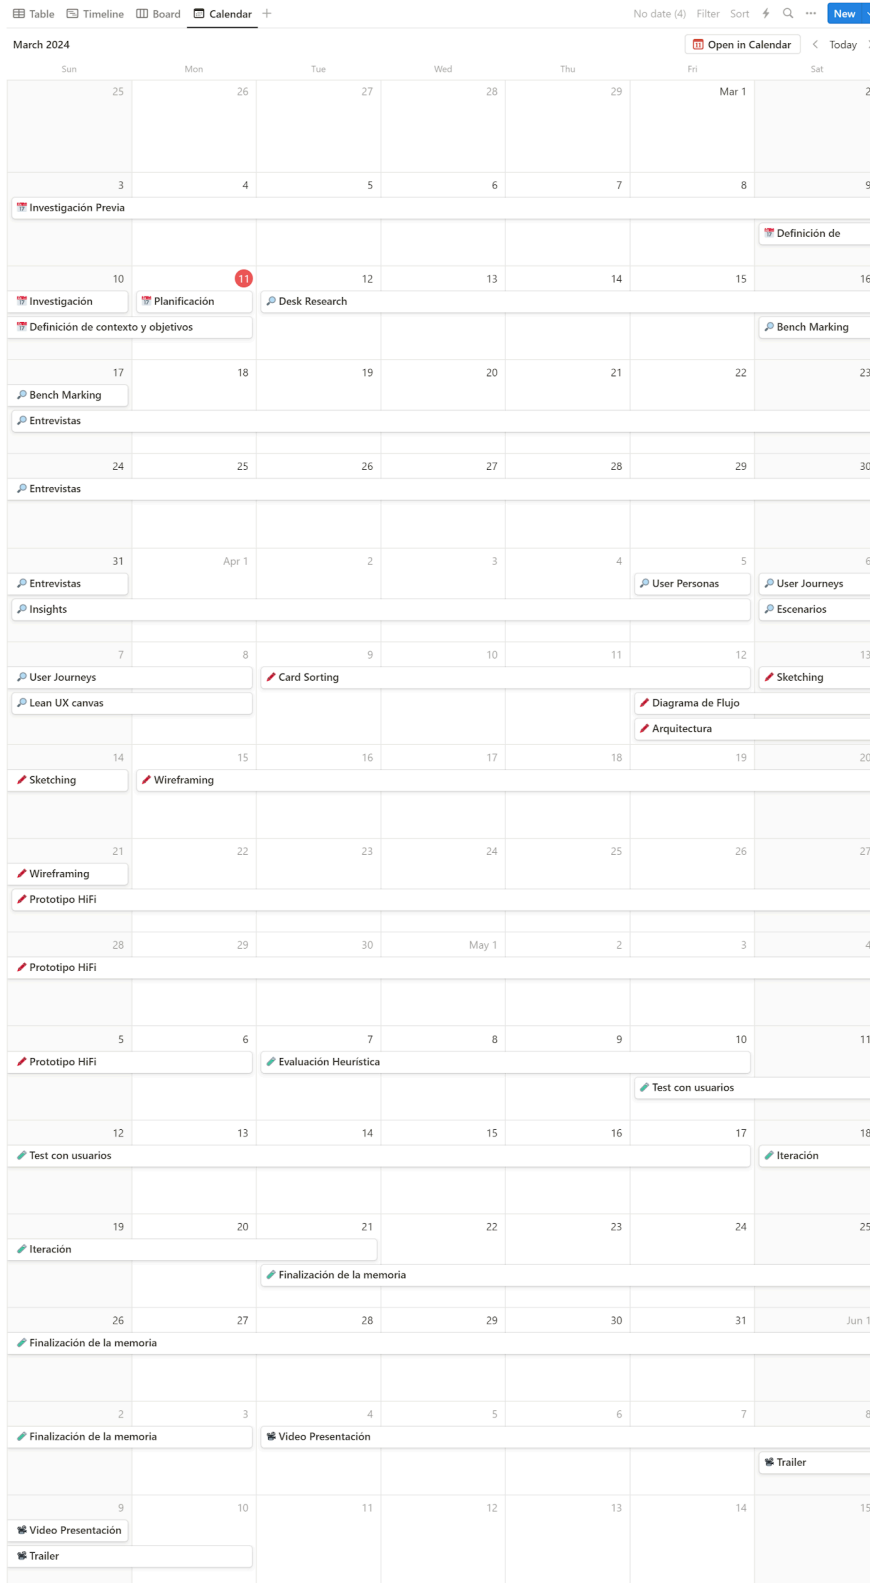 Table Timeline Board Calendar + No date (4) Filter Sort New
March 2024 Open in Calendar < Today
Sun Mon Tue Wed Thu Fri Sat
25 26 27 28 29 Mar 1 2
3 4 5 6 7 8 9
Investigación Previa
Definición de
10 11 12 13 14 15 16
Investigación Planificación Desk Research
Definición de contexto y objetivos Bench Marking
17 18 19 20 21 22 23
Bench Marking
Entrevistas
24 25 26 27 28 29 30
Entrevistas
31 Apr 1 2 3 4 5 6
Entrevistas User Personas User Journeys
Insights Escenarios
7 8 9 10 11 12 13
User Journeys Card Sorting Sketching
Lean UX canvas Diagrama de Flujo
Arquitectura
14 15 16 17 18 19 20
Sketching Wireframing
21 22 23 24 25 26 27
Wireframing
Prototipo HiFi
28 29 30 May 1 2 3 4
Prototipo HiFi
5 6 7 8 9 10 11
Prototipo HiFi Evaluación Heurística
Test con usuarios
12 13 14 15 16 17 18
Test con usuarios Iteración
19 20 21 22 23 24 25
Iteración
Finalización de la memoria
26 27 28 29 30 31 Jun 1
Finalización de la memoria
2 3 4 5 6 7 8
Finalización de la memoria Video Presentación
Trailer
9 10 11 12 13 14 15
Video Presentación
Trailer